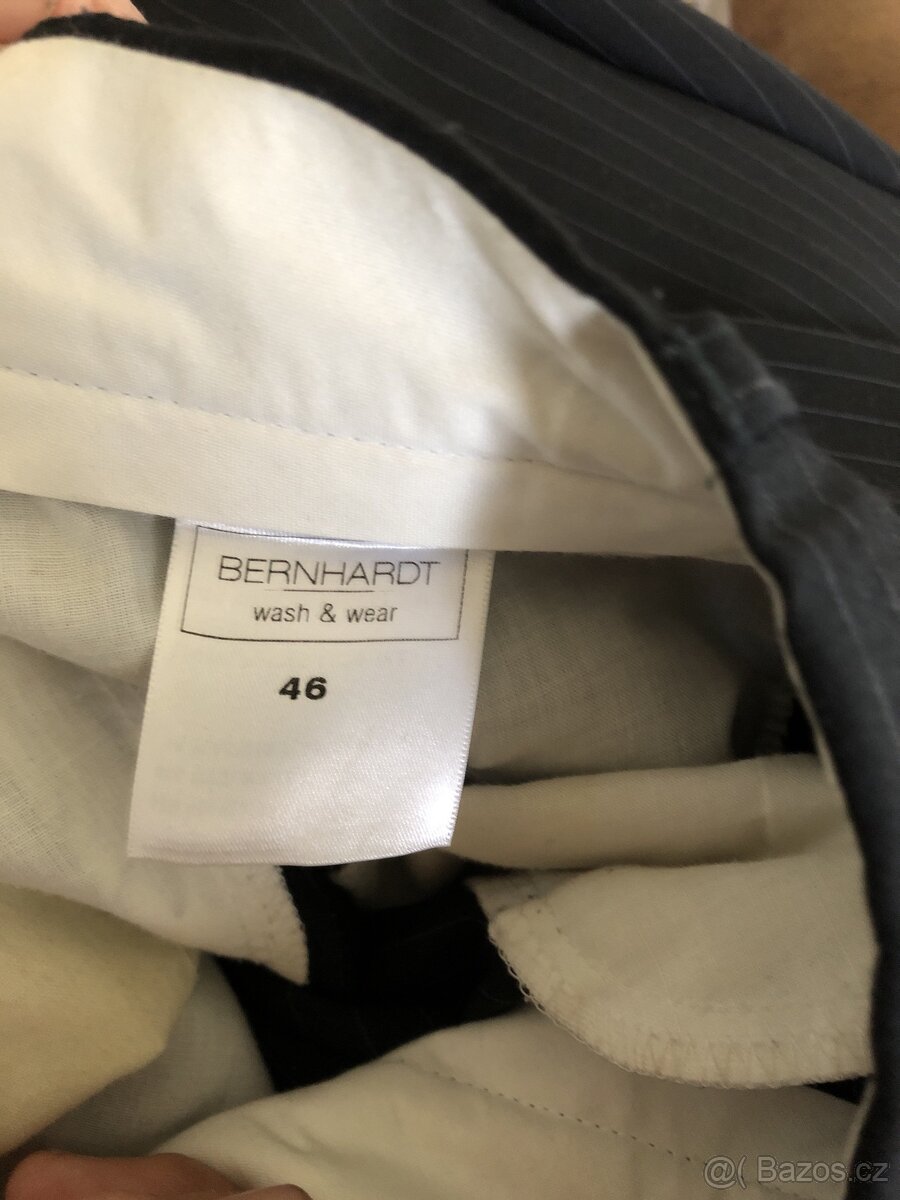 BERNHARDT
wash & wear
46
@( Bazos.cz